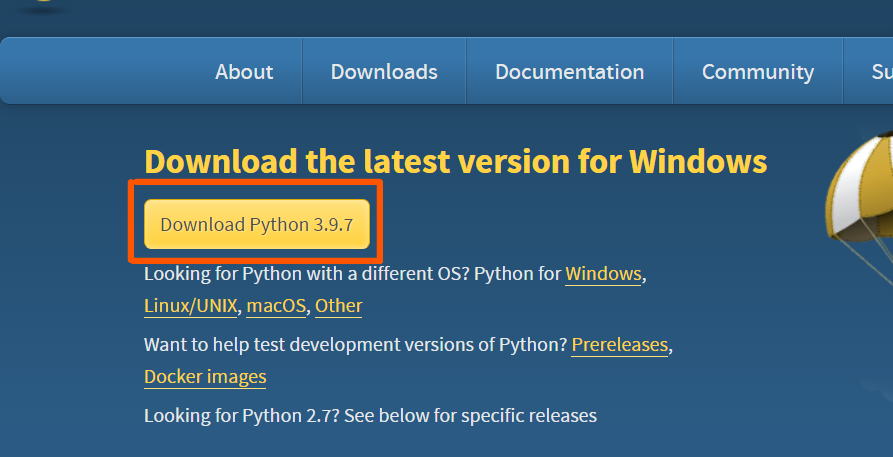 About Downloads Documentation Community Su
Download the latest version for Windows
Download Python 3.9.7
Looking for Python with a different OS? Python for Windows,
Linux/UNIX, macOS, Other
Want to help test development versions of Python? Prereleases,
Docker images
Looking for Python 2.7? See below for specific releases